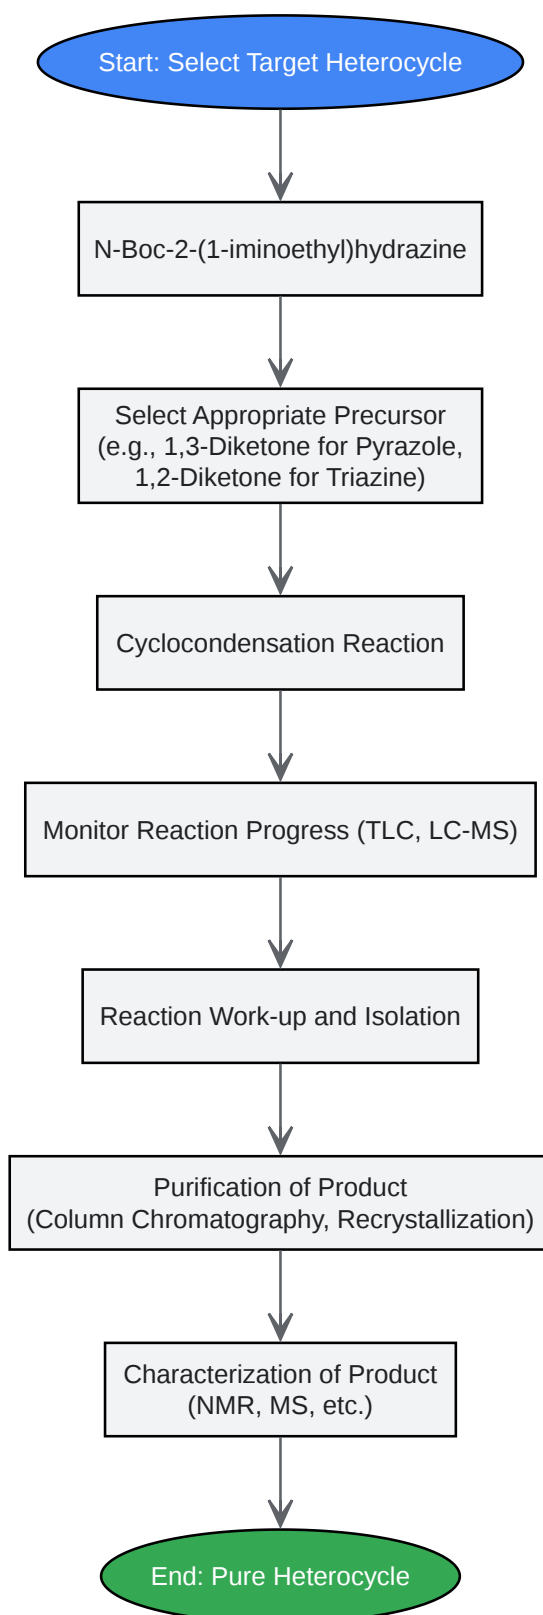 Start: Select Target Heterocycle
N-Boc-2-(1-iminoethyl)hydrazine
Select Appropriate Precursor
(e.g., 1,3-Diketone for Pyrazole,
1,2-Diketone for Triazine)
Cyclocondensation Reaction
Monitor Reaction Progress (TLC, LC-MS)
Reaction Work-up and Isolation
Purification of Product
(Column Chromatography, Recrystallization)
Characterization of Product
(NMR, MS, etc.)
End: Pure Heterocycle